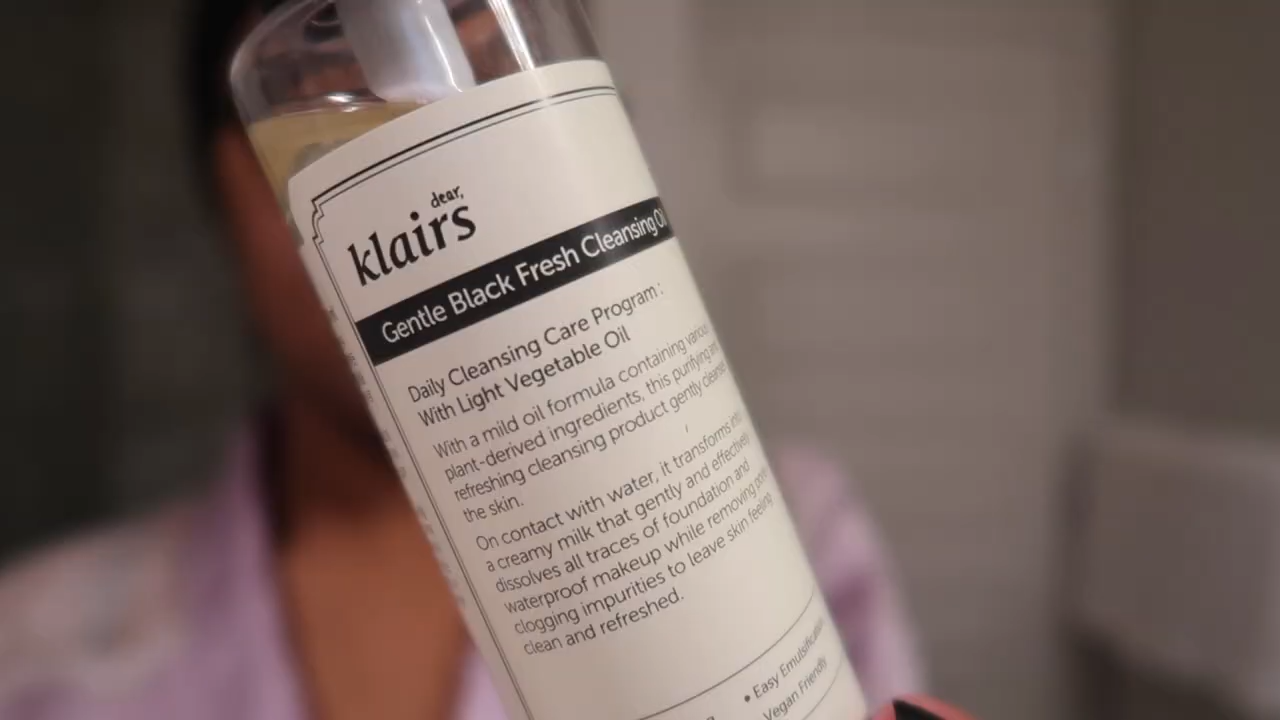 dear,
klairs
Gentle Black Fresh Cleansing
Daily Cleansing Care Program :
With Light Vegetable Oil
With a mild oil formula containing
plant-derived ingredients, this purifying
refreshing cleansing product gently
the skin.
On contact with water, it transforms
a creamy milk that gently and effectively
dissolves all traces of foundation and
waterproof makeup while removing
clogging impurities to leave skin feeling
clean and refreshed.
• Easy
Vegan Friendly